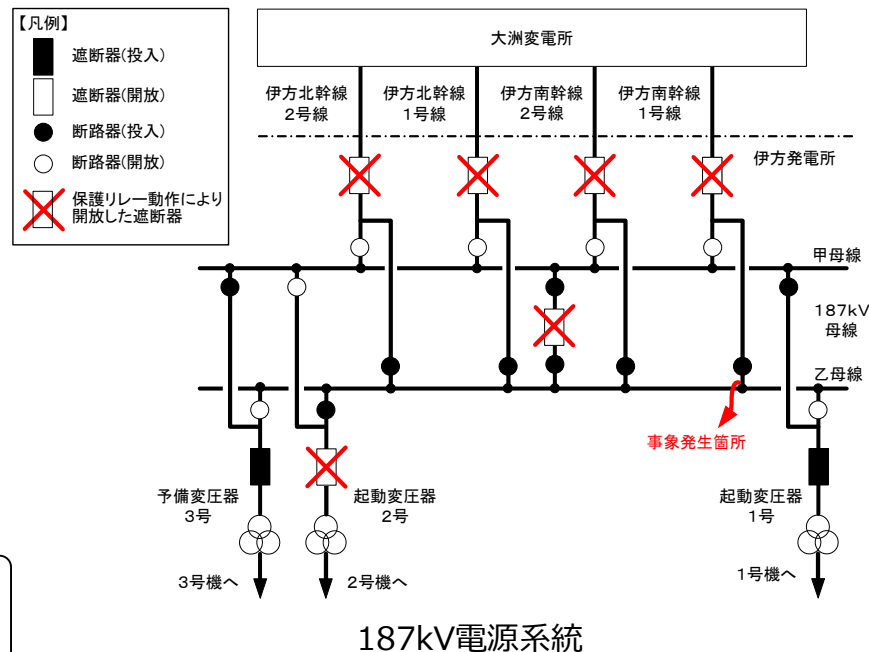 【凡例】
遮断器(投入)
遮断器(開放)
断路器(投入)
断路器(開放)
保護リレー動作により
開放した遮断器
大洲変電所
伊方北幹線
2号線
伊方北幹線
1号線
伊方南幹線
2号線
伊方南幹線
1号線
伊方発電所
甲母線
187kV
母線
乙母線
事象発生箇所
予備変圧器
3号
起動変圧器
2号
起動変圧器
1号
3号機へ
2号機へ
1号機へ
187kV電源系統